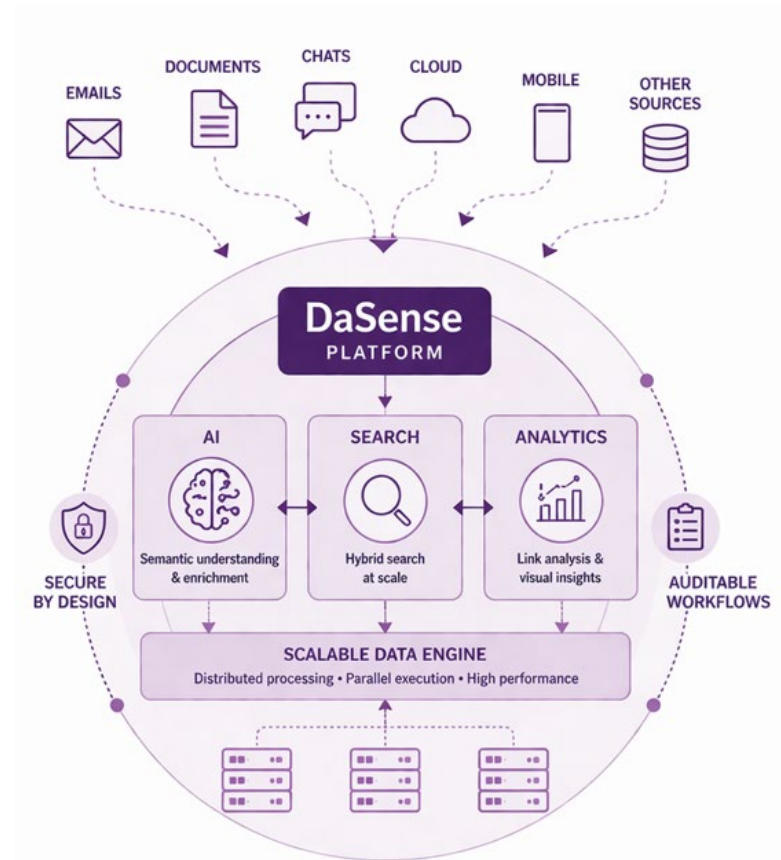 EMAILS
DOCUMENTS
CHATS
CLOUD
MOBILE
OTHER
SOURCES
DaSense
PLATFORM
AI
Semantic understanding
& enrichment
SEARCH
Hybrid search
at scale
ANALYTICS
Link analysis &
visual insights
SECURE
BY DESIGN
AUDITABLE
WORKFLOWS
SCALABLE DATA ENGINE
Distributed processing • Parallel execution • High performance